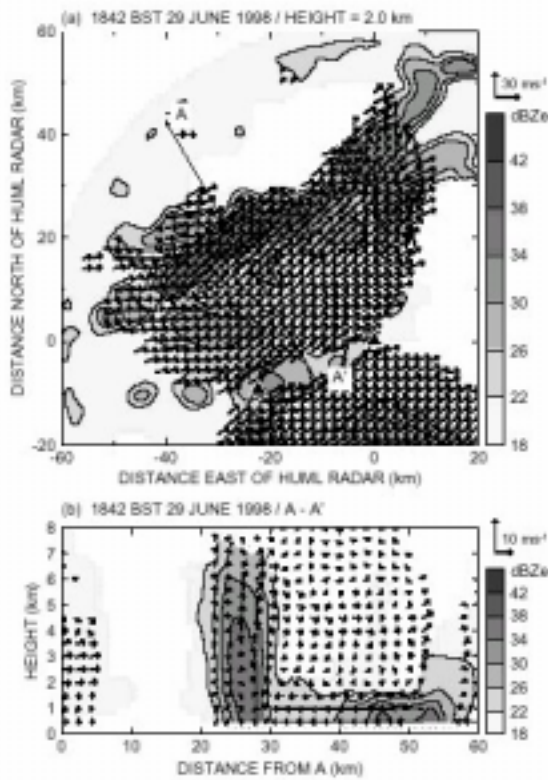 (a) 1842 BST 29 JUNE 1998 / HEIGHT = 2.0 km
60
40
20
0
-20
DISTANCE NORTH OF HUML RADAR (km)
A
A'
-60 -40 -20 0 20
DISTANCE EAST OF HUML RADAR (km)
30 ms-1
dBZe
42
38
34
30
26
22
18
(b) 1842 BST 29 JUNE 1998 / A - A'
8
7
6
5
4
3
2
1
0
HEIGHT (km)
0 10 20 30 40 50 60
DISTANCE FROM A (km)
10 ms-1
dBZe
42
38
34
30
26
22
18